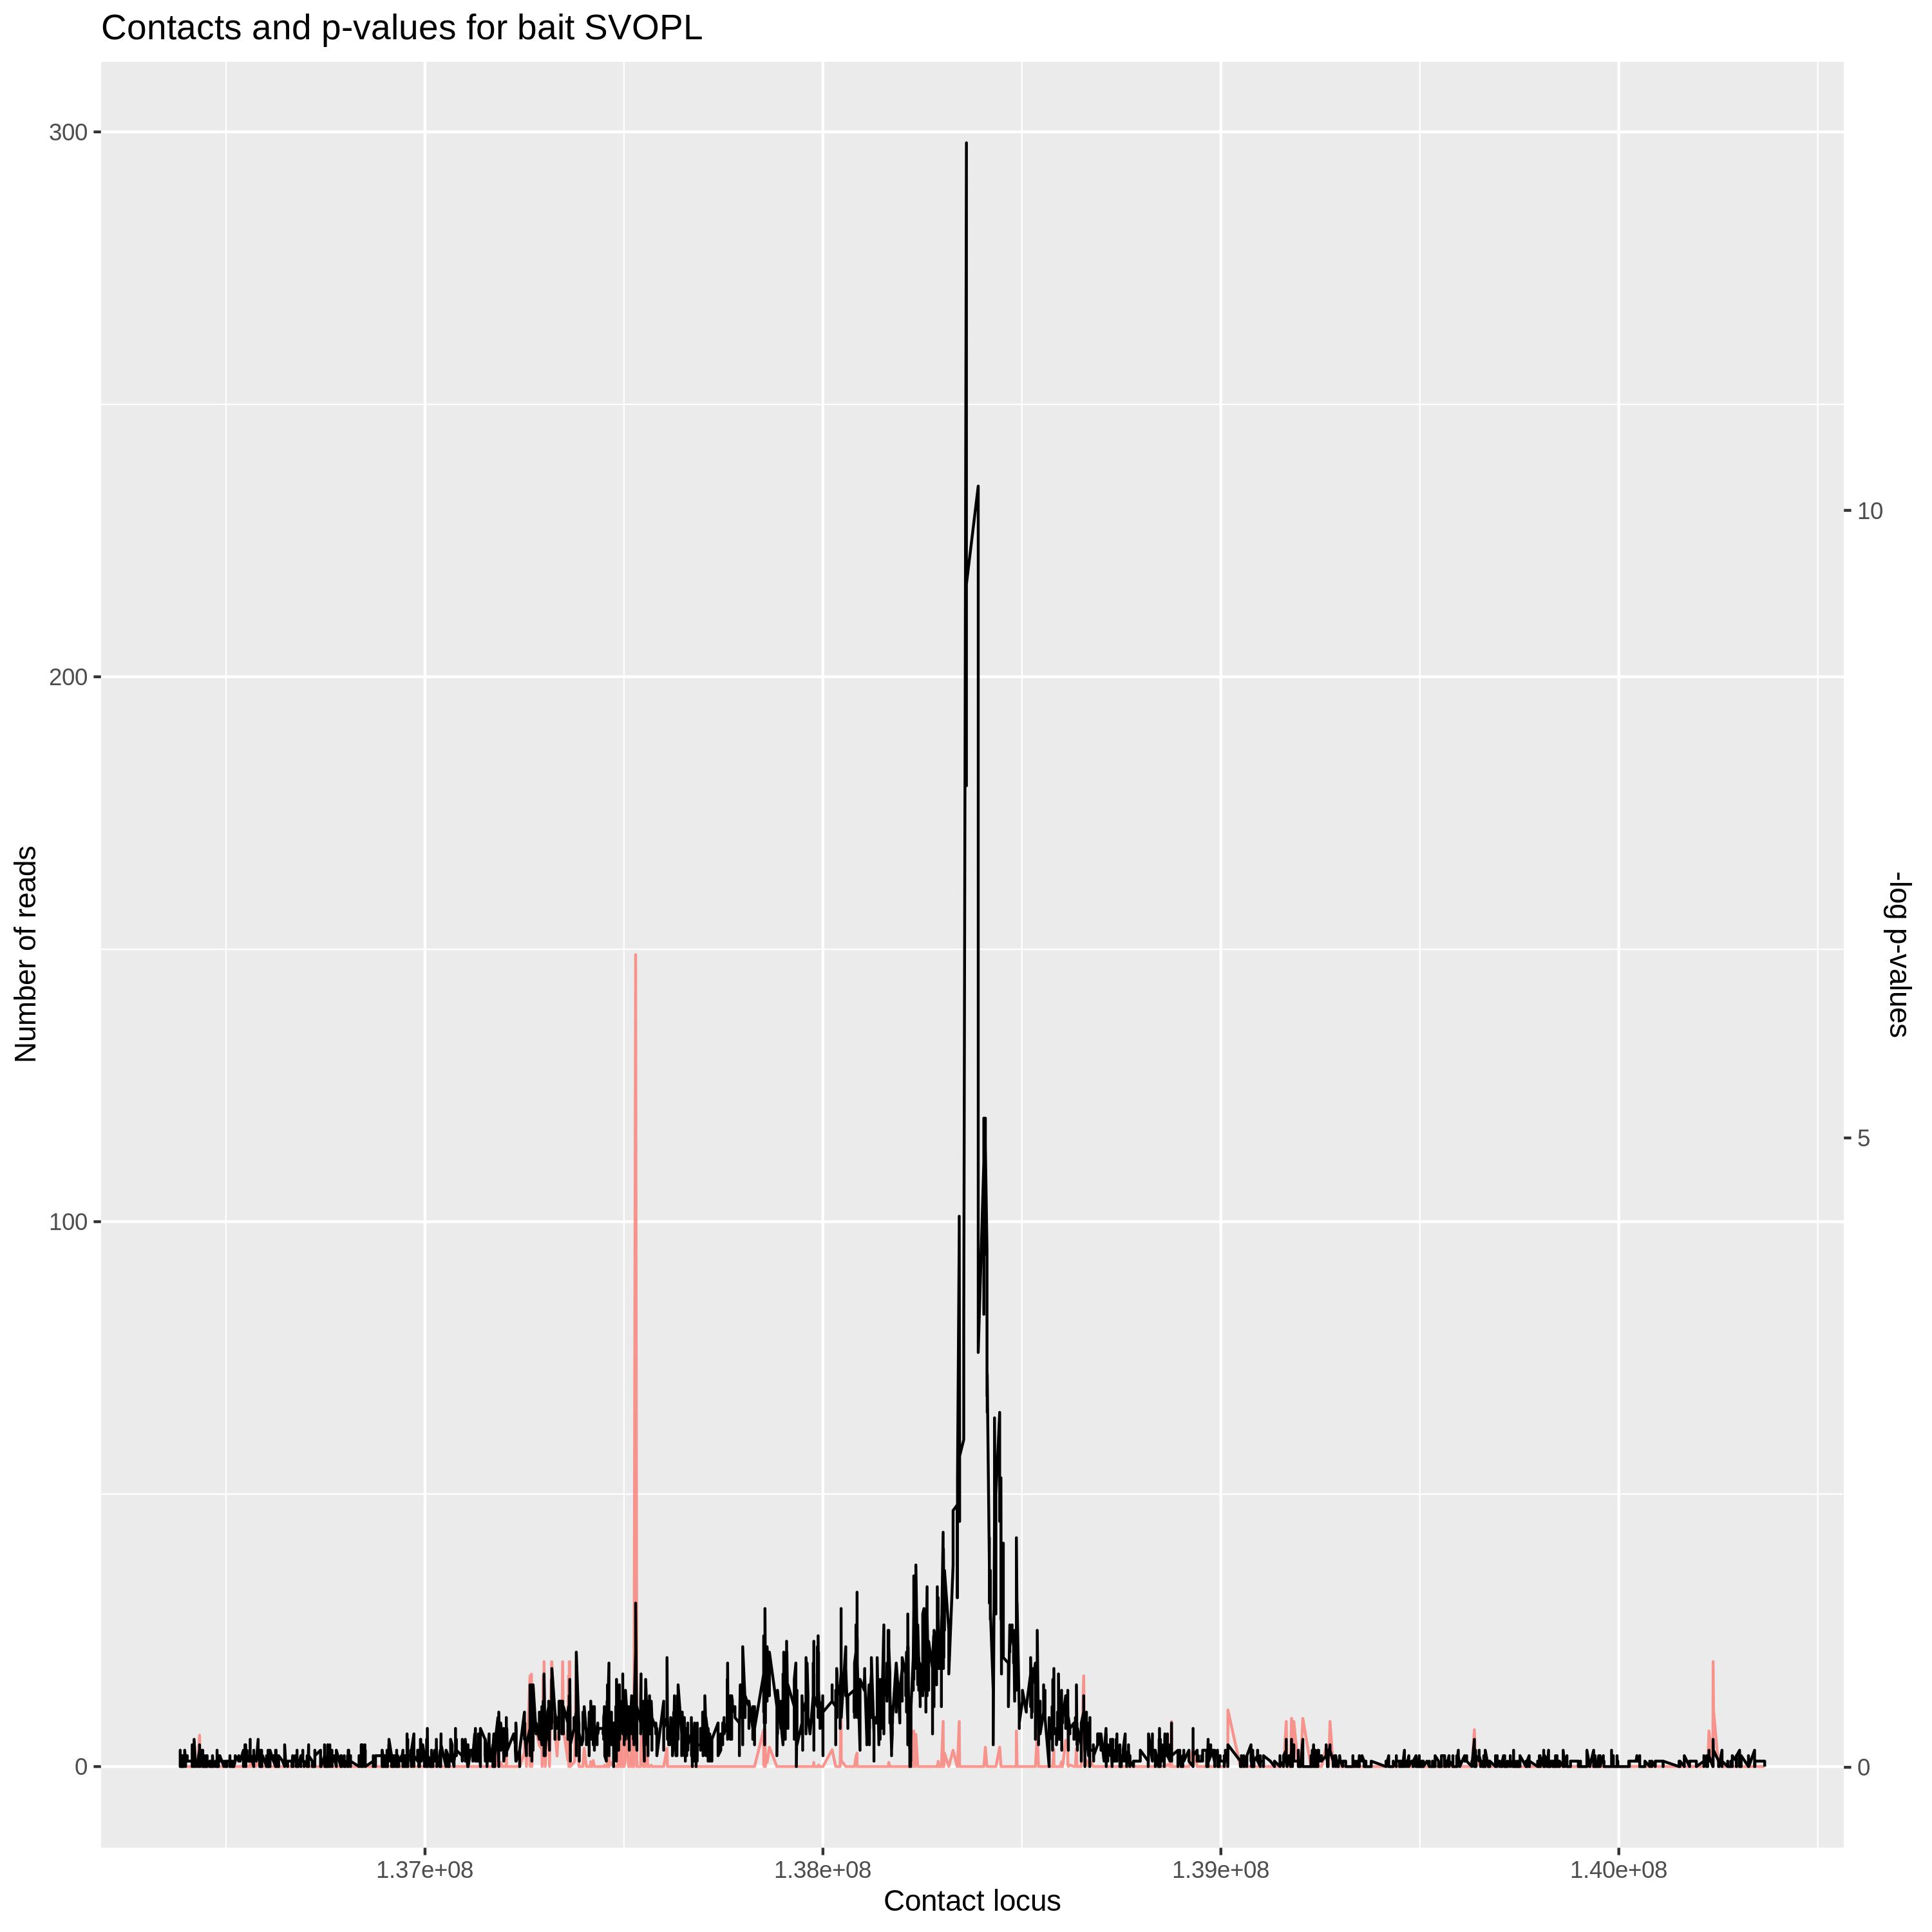 Contacts and p-values for bait SVOPL
300
200
100
0
Number of reads
10
5
0
-log p-values
1.37e+08
1.38e+08
1.39e+08
1.40e+08
Contact locus